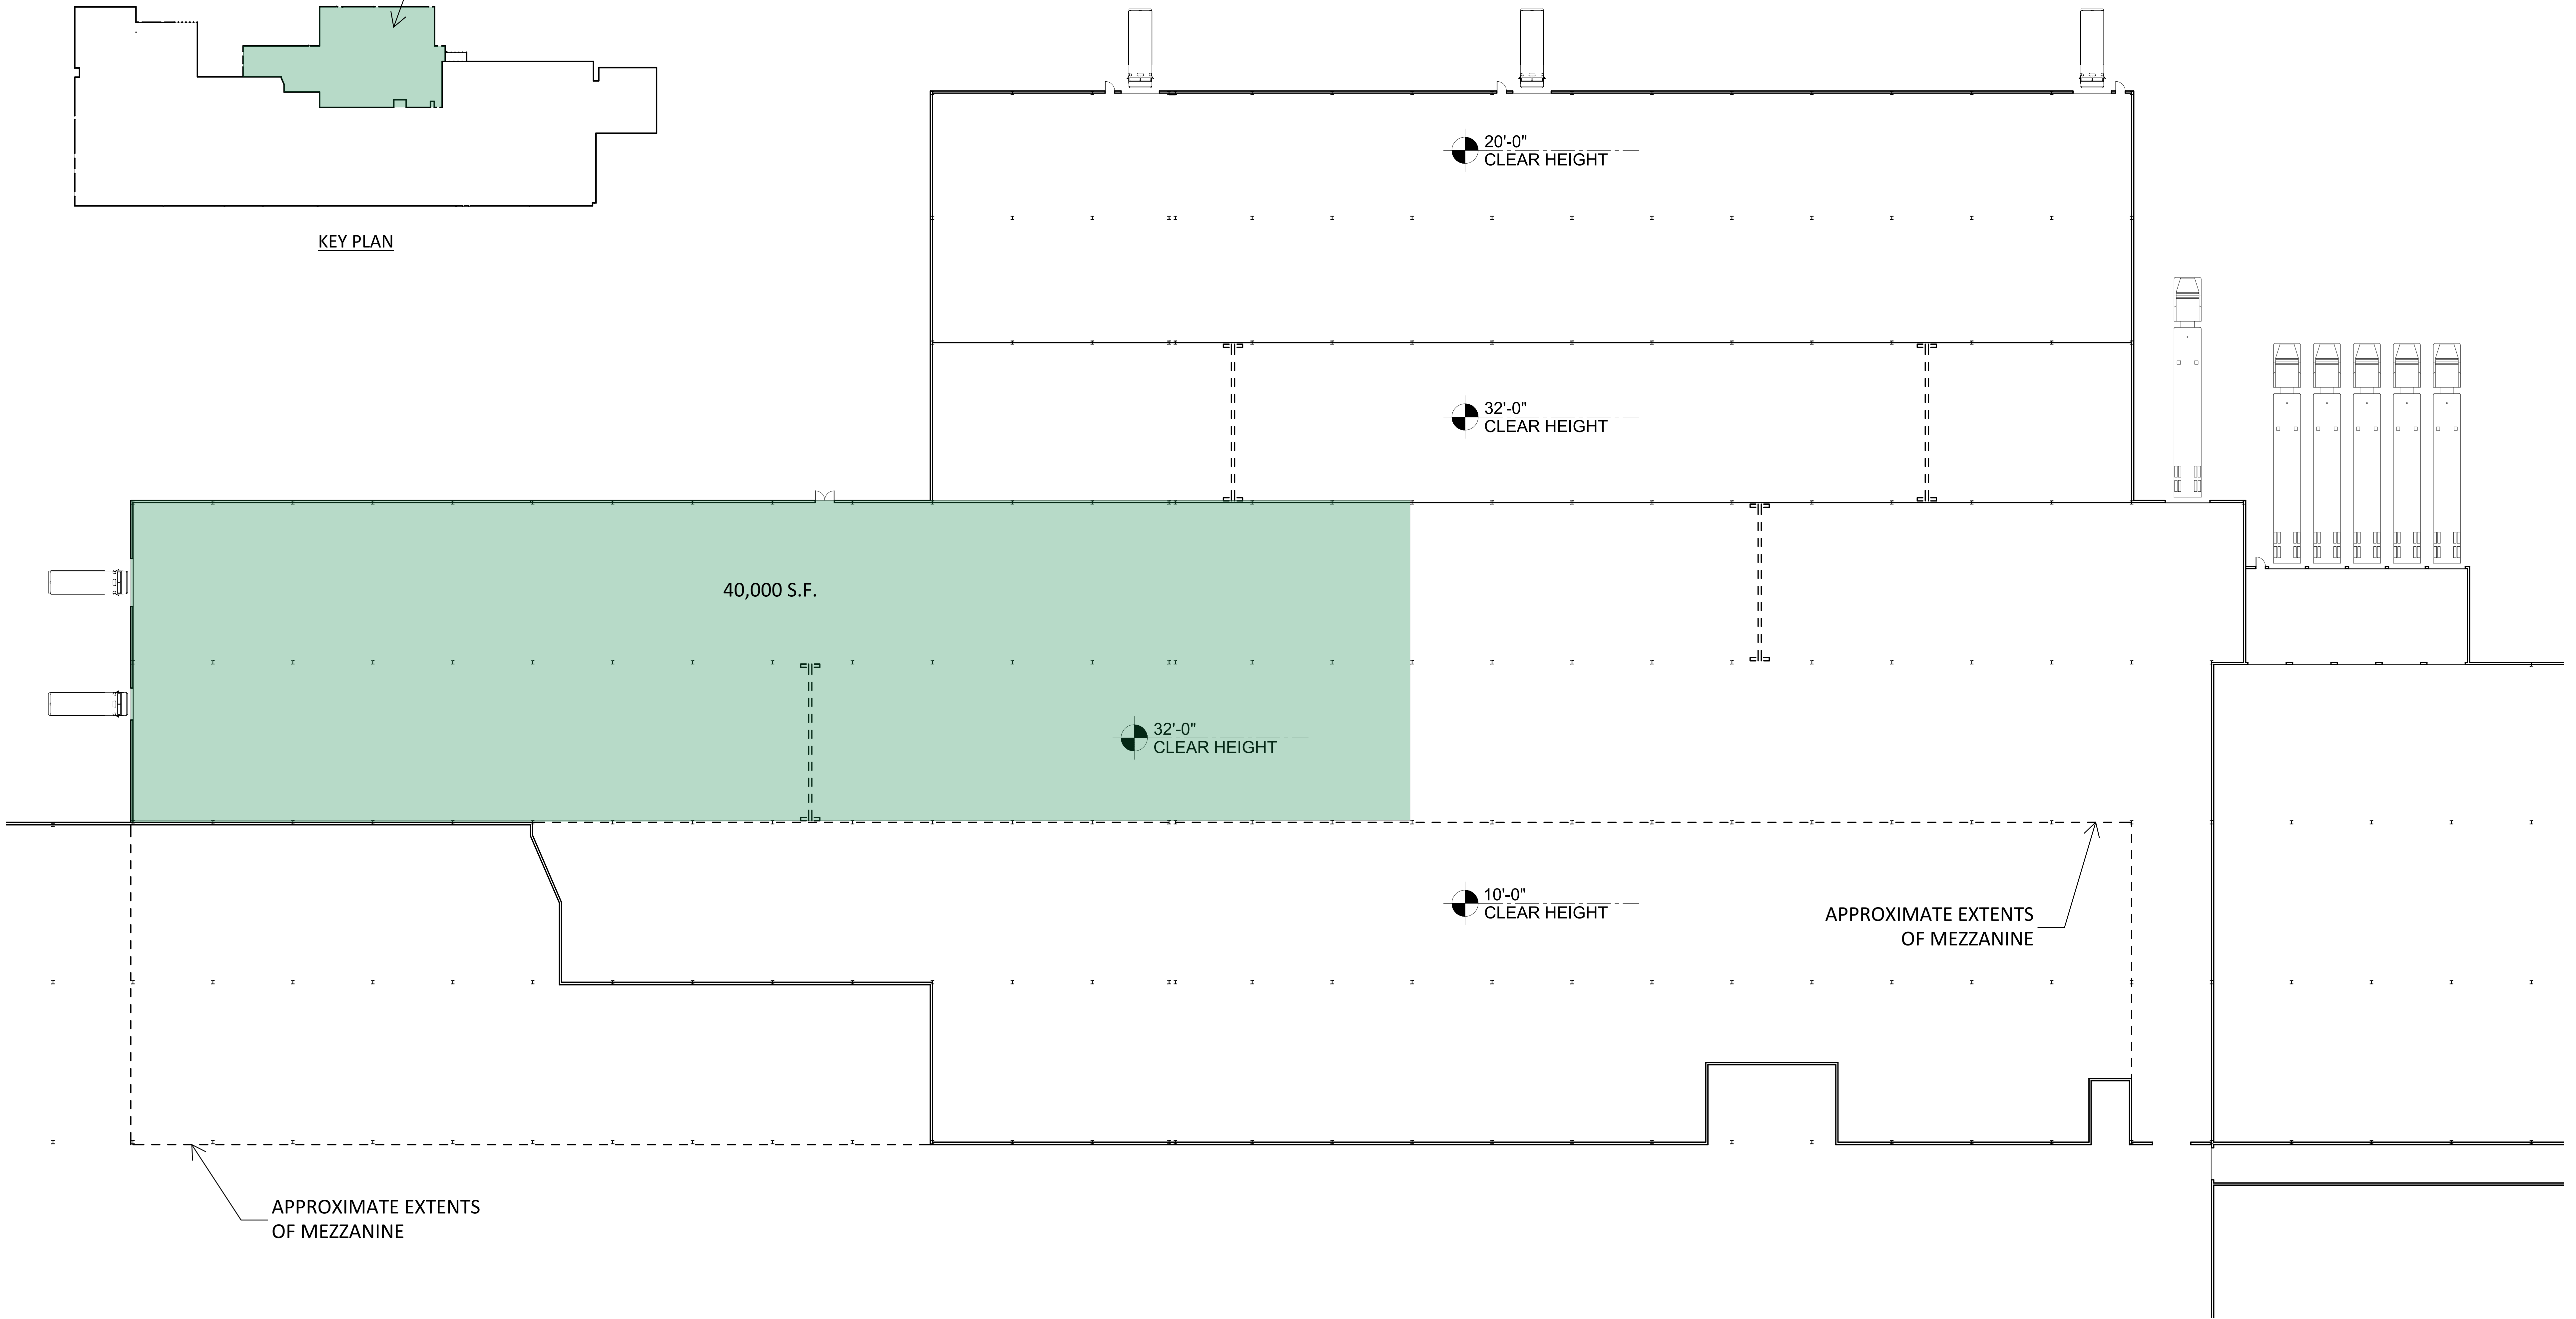 KEY PLAN
20'-0"
CLEAR HEIGHT
32'-0"
CLEAR HEIGHT
40,000 S.F.
32'-0"
CLEAR HEIGHT
10'-0"
CLEAR HEIGHT
APPROXIMATE EXTENTS
OF MEZZANINE
APPROXIMATE EXTENTS
OF MEZZANINE